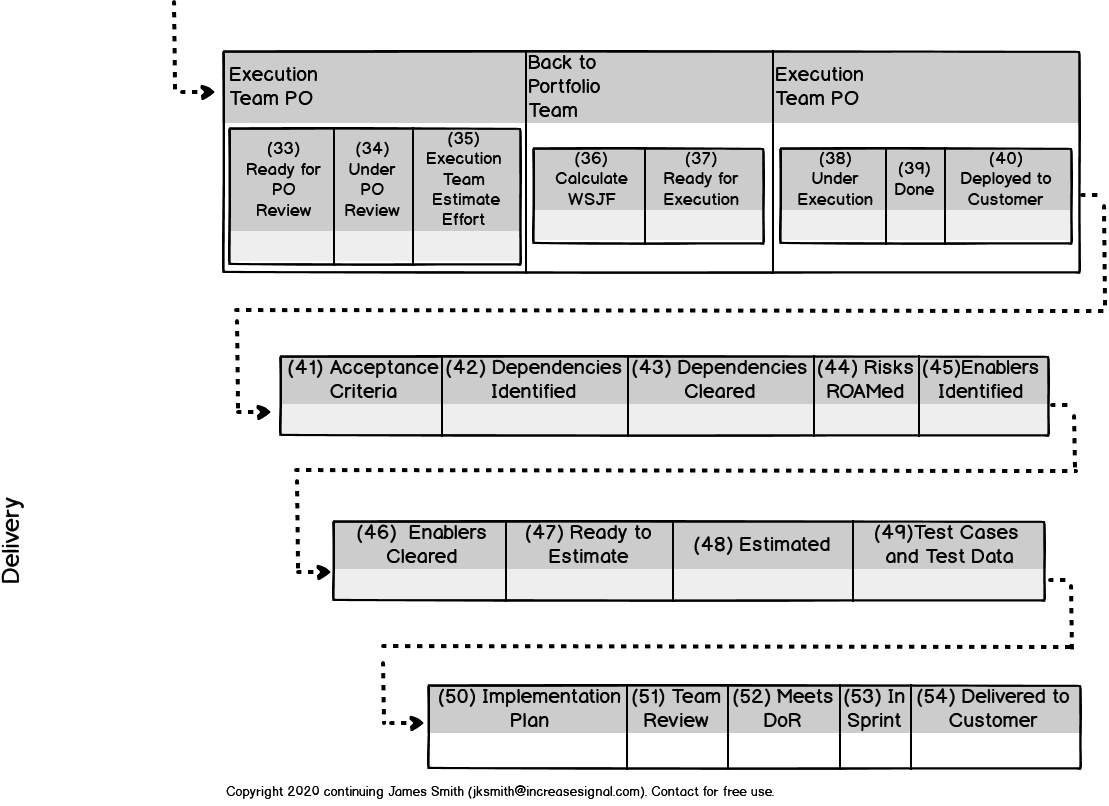 Execution
Team PO
Back to
Portfolio
Team
Execution
Team PO
(33)
Ready for
PO
Review
(34)
Under
PO
Review
(35)
Execution
Team
Estimate
Effort
(36)
Calculate
WSJF
(37)
Ready for
Execution
(38)
Under
Execution
(39)
Done
(40)
Deployed to
Customer
(41) Acceptance
Criteria
(42) Dependencies
Identified
(43) Dependencies
Cleared
(44) Risks
ROAMed
(45)Enablers
Identified
Delivery
(46) Enablers
Cleared
(47) Ready to
Estimate
(48) Estimated
(49)Test Cases
and Test Data
(50) Implementation
Plan
(51) Team
Review
(52) Meets
DoR
(53) In
Sprint
(54) Delivered to
Customer
Copyright 2020 continuing James Smith (jksmith@increasesignal.com). Contact for free use.